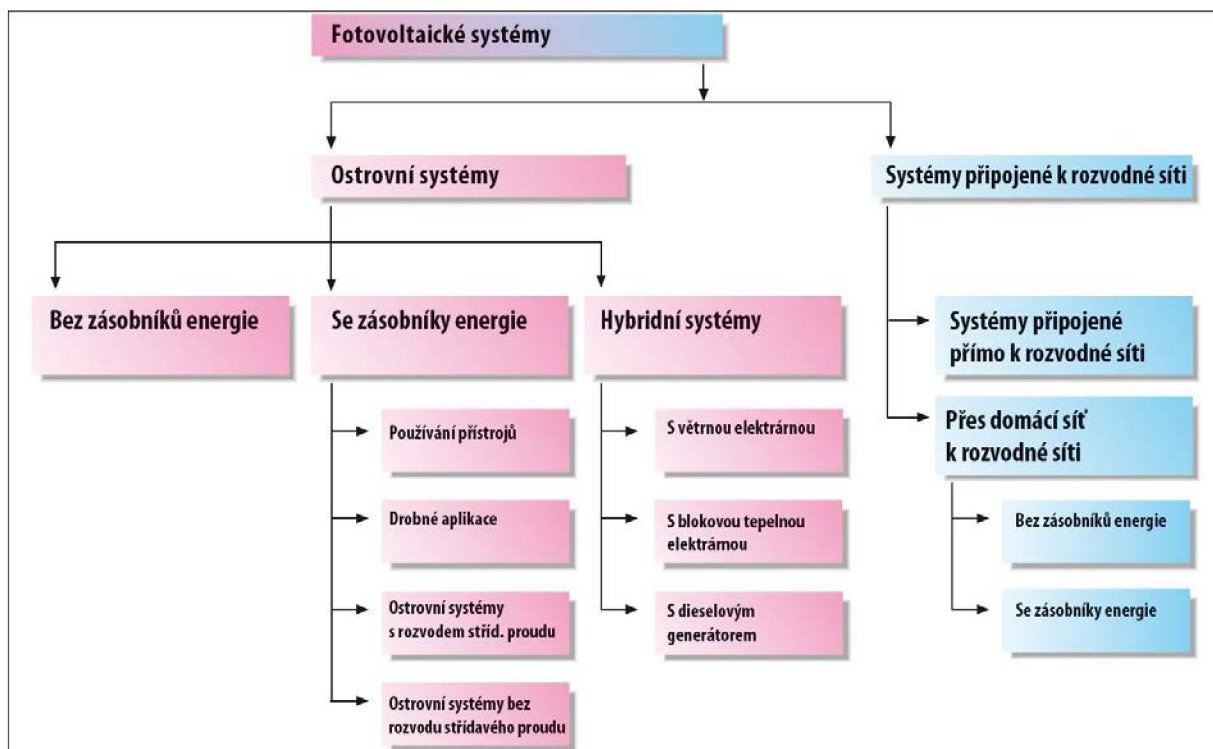 Fotovoltaické systémy
Ostrovní systémy
Systémy připojené k rozvodné síti
Bez zásobníků energie
Se zásobníky energie
Hybridní systémy
Systémy připojené
přímo k rozvodné síti
Používání přístrojů
S větrnou elektrárnou
Přes domácí síť
k rozvodné síti
Drobné aplikace
S blokovou tepelnou
elektrárnou
Bez zásobníků energie
Ostrovní systémy
s rozvodem stříd. proudu
S dieselovým
generátorem
Se zásobníky energie
Ostrovní systémy bez
rozvodu střídavého proudu